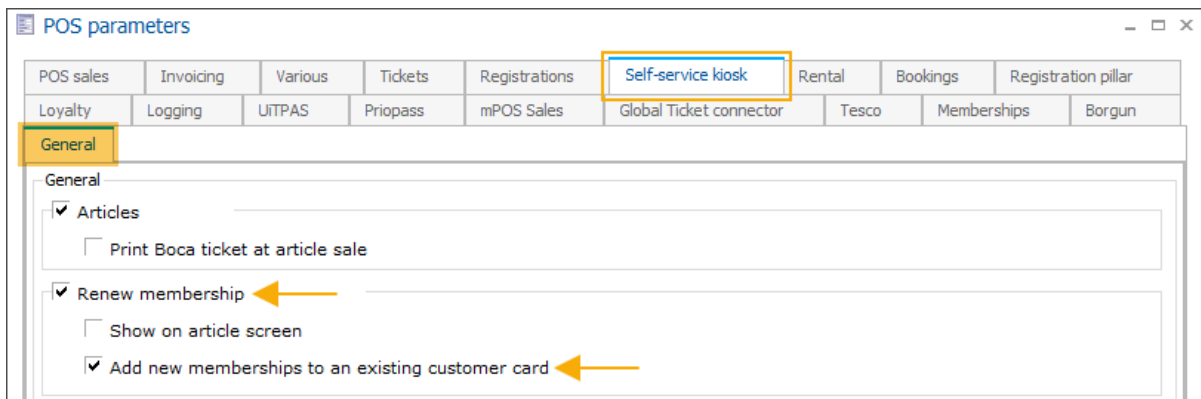 POS parameters
POS sales Invoicing Various Tickets Registrations Self-service kiosk Rental Bookings Registration pillar
Loyalty Logging UiTPAS Priopass mPOS Sales Global Ticket connector Tesco Memberships Borgun
General
General
Articles
Print Boca ticket at article sale
Renew membership
Show on article screen
Add new memberships to an existing customer card